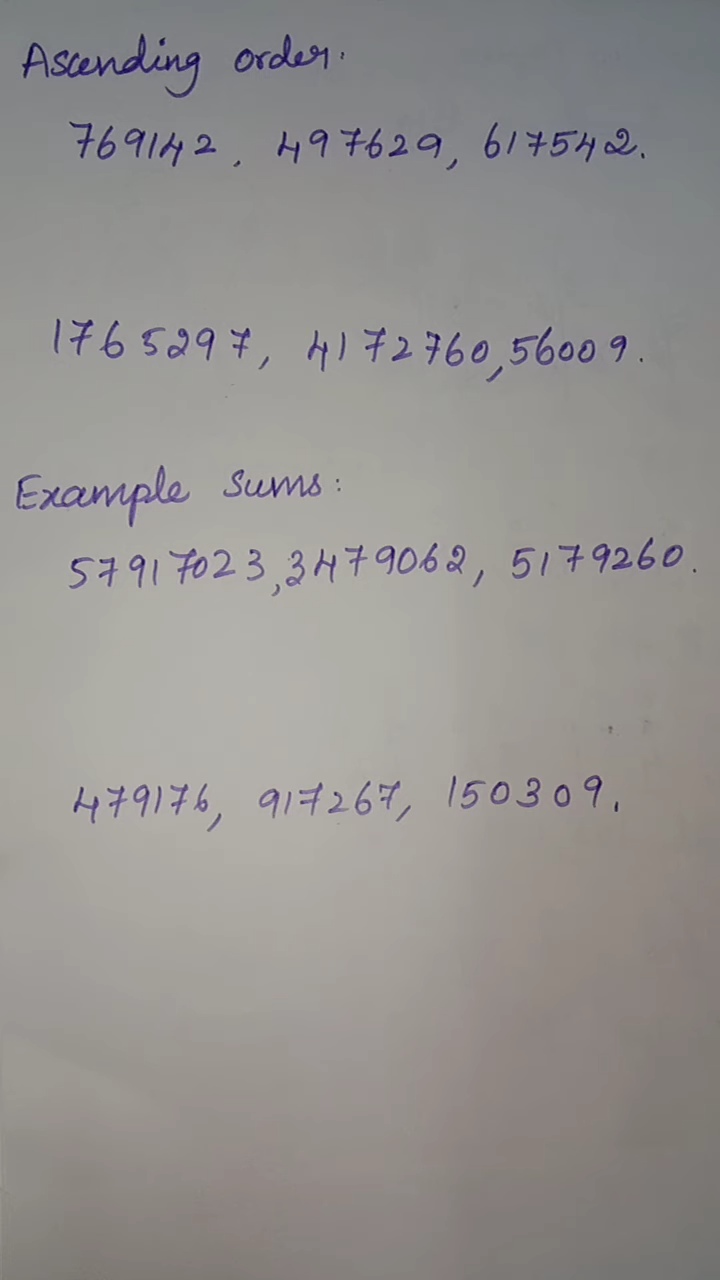 Ascending order.
769142, 497629, 617542.
1765297, 4172760, 56009.
Example sums:
57917023, 3479062, 5179260.
479176, 917267, 150309.